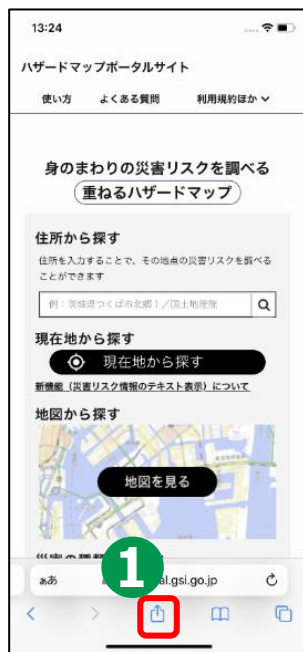 13:24
ハザードマップポータルサイト
使い方 よくある質問 利用規約ほか
身のまわりの災害リスクを調べる
重ねるハザードマップ
住所から探す
住所を入力することで、その地点の災害リスクを調べる
ことができます
例:茨城県つくば市北郷1/国土地理院
現在地から探す
現在地から探す
新機能(災害リスク情報のテキスト表示)について
地図から探す
地図を見る
1
ぁあ al.gsi.go.jp